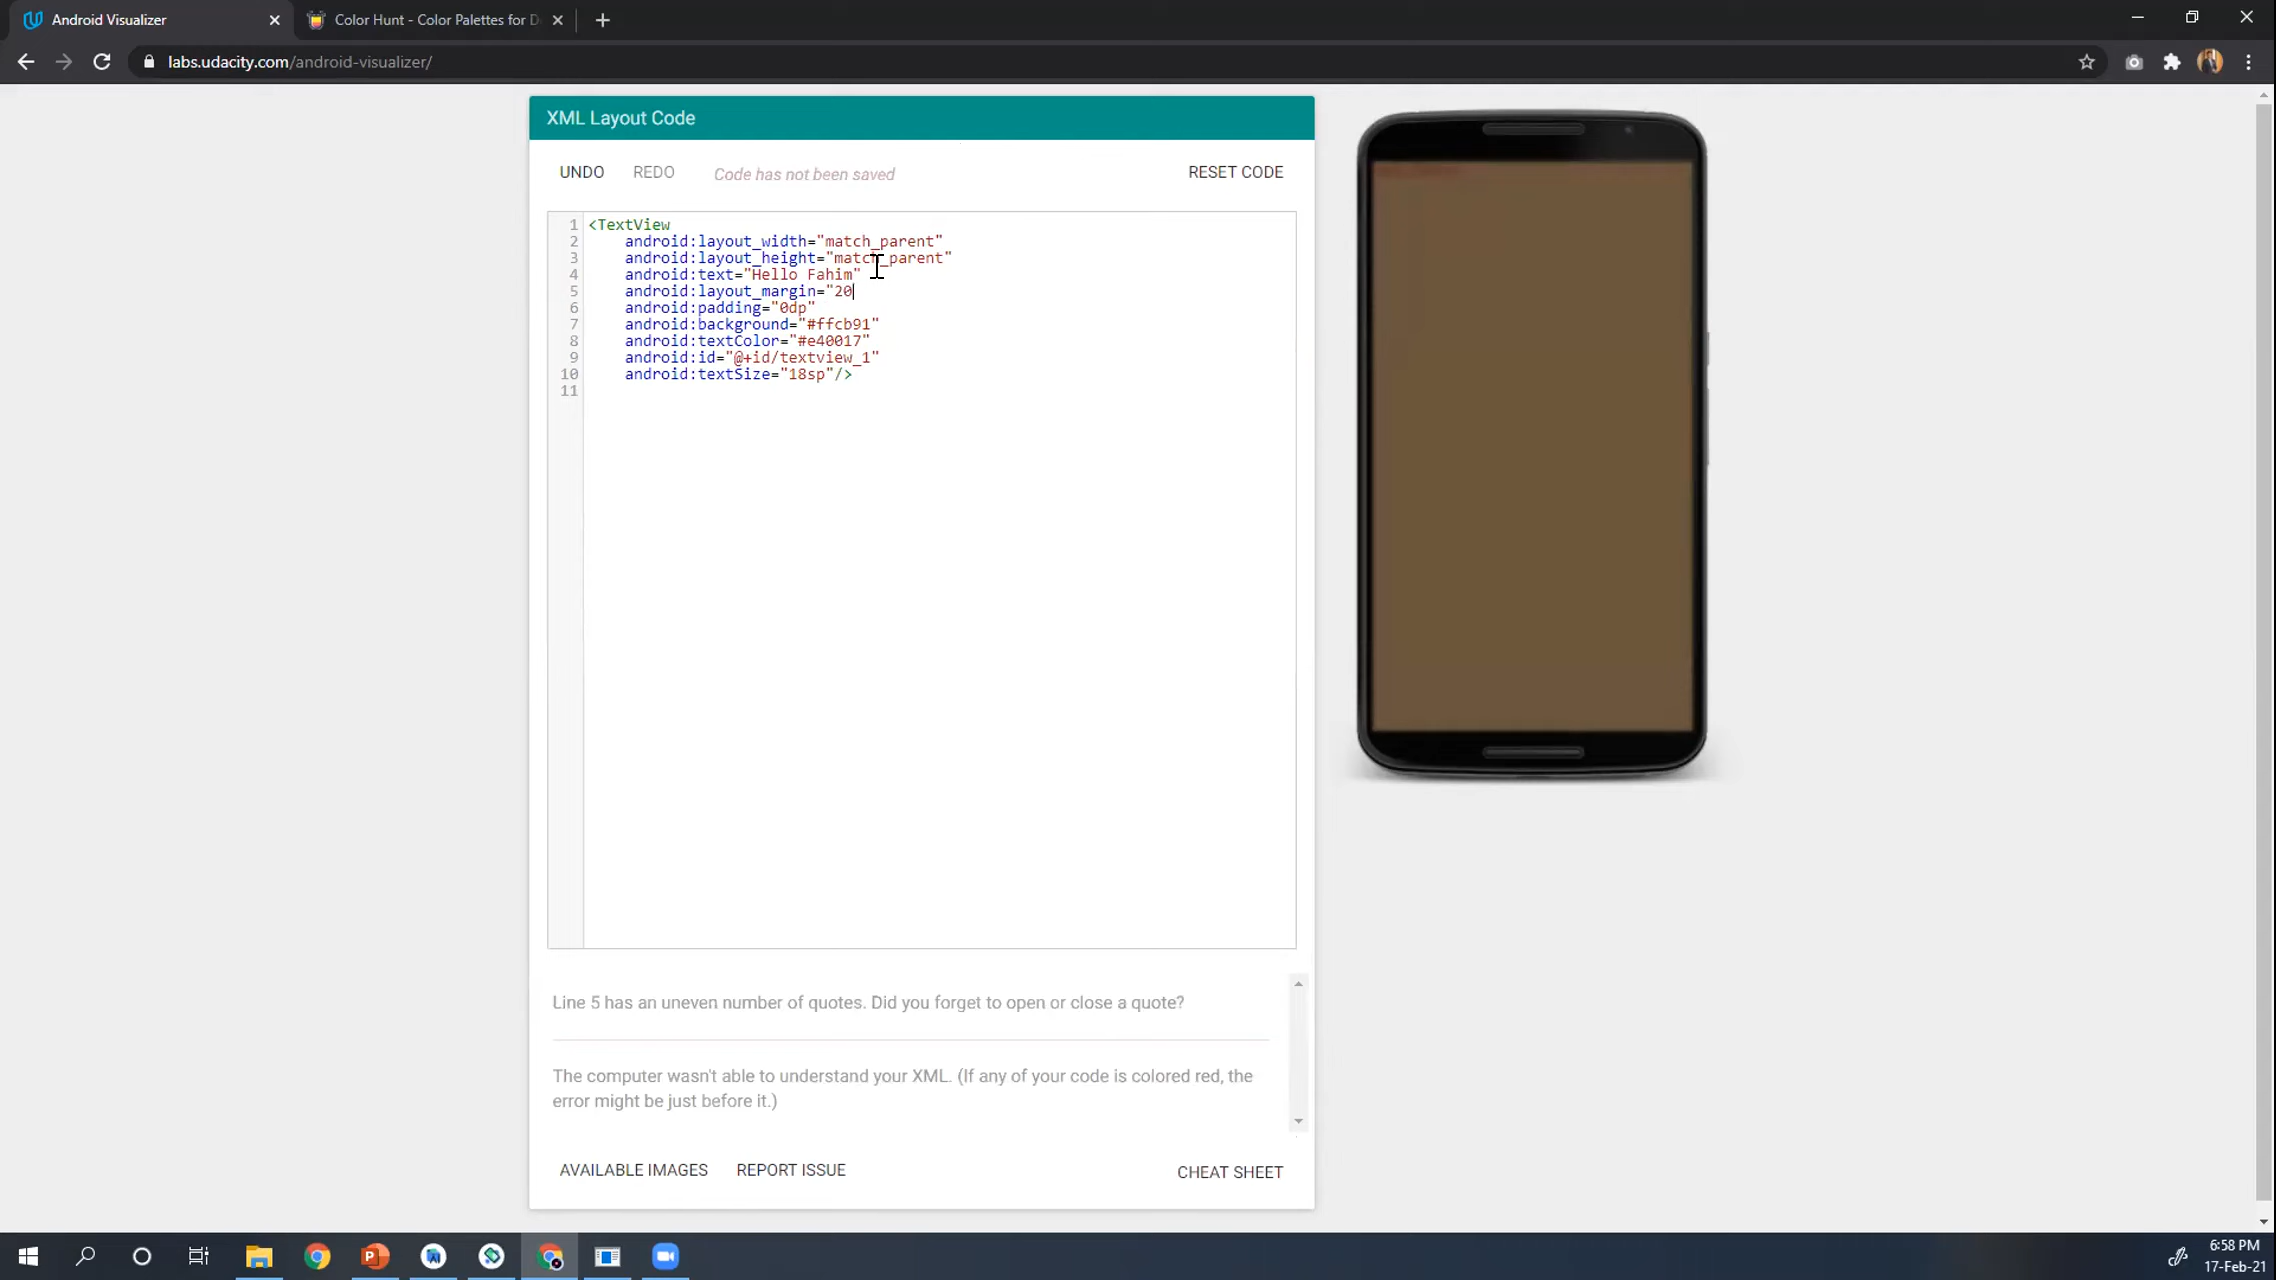 Android Visualizer
Color Hunt - Color Palettes for D
labs.udacity.com/android-visualizer/
XML Layout Code
UNDO REDO Code has not been saved RESET CODE
1 <TextView
2 android:layout_width="match_parent"
3 android:layout_height="match_parent"
4 android:text="Hello Fahim"
5 android:layout_margin="20
6 android:padding="0dp"
7 android:background="#ffcb91"
8 android:textColor="#e40017"
9 android:id="@+id/textview_1"
10 android:textSize="18sp"/>
11
Line 5 has an uneven number of quotes. Did you forget to open or close a quote?
The computer wasn't able to understand your XML. (If any of your code is colored red, the
error might be just before it.)
AVAILABLE IMAGES REPORT ISSUE CHEAT SHEET
6:58 PM
17-Feb-21